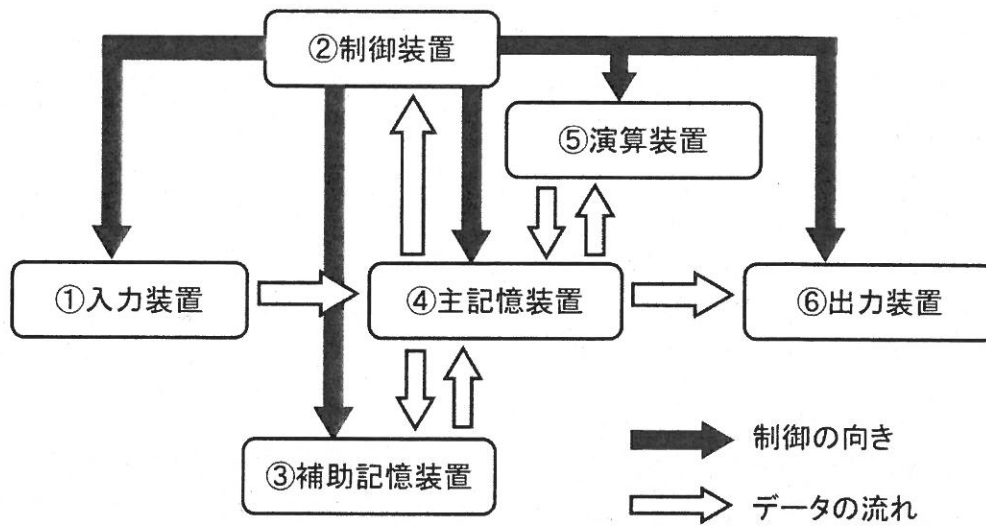 ②制御装置
⑤演算装置
①入力装置
④主記憶装置
⑥出力装置
③補助記憶装置
制御の向き
データの流れ